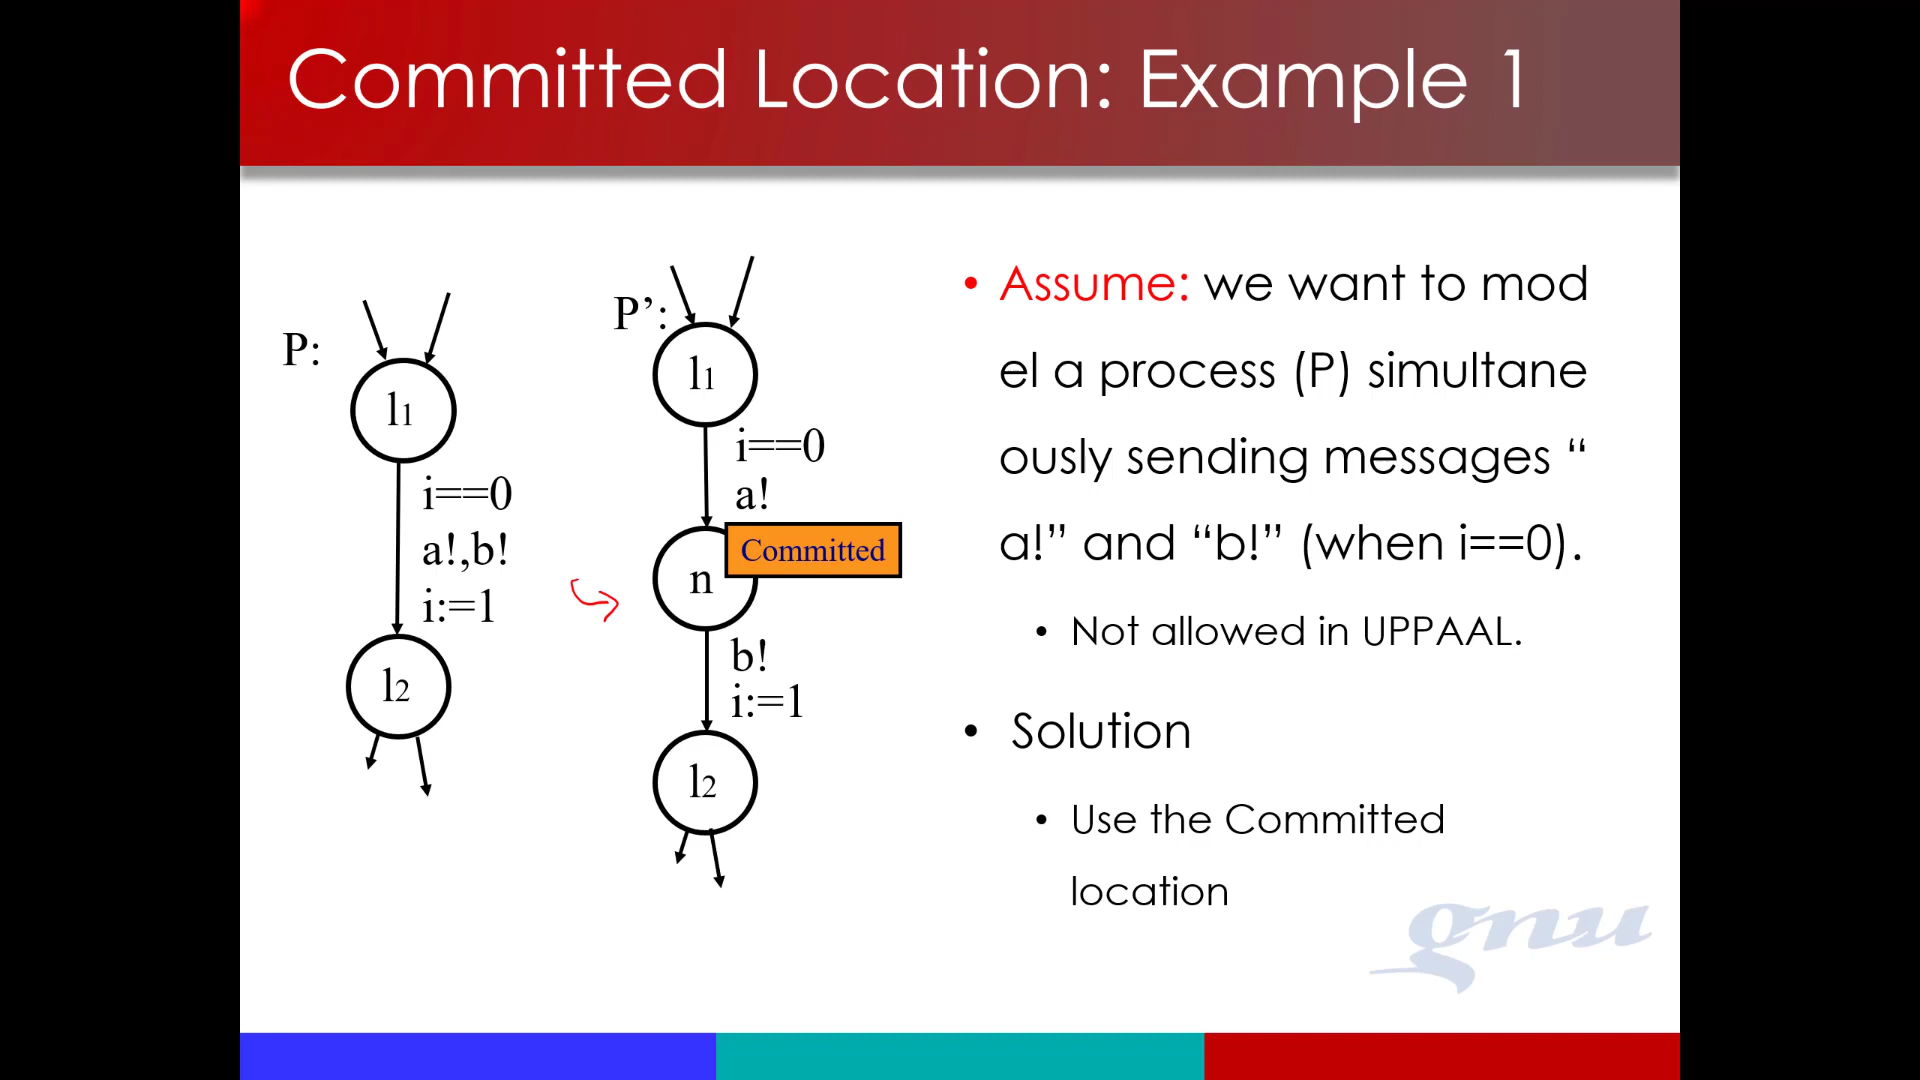 Committed Location: Example 1
P:
l1
i==0
a!,b!
i:=1
l2
P’:
l1
i==0
a!
Committed
n
b!
i:=1
l2
• Assume: we want to mod
el a process (P) simultane
ously sending messages “
a!” and “b!” (when i==0).
• Not allowed in UPPAAL.
• Solution
• Use the Committed
location
gnu